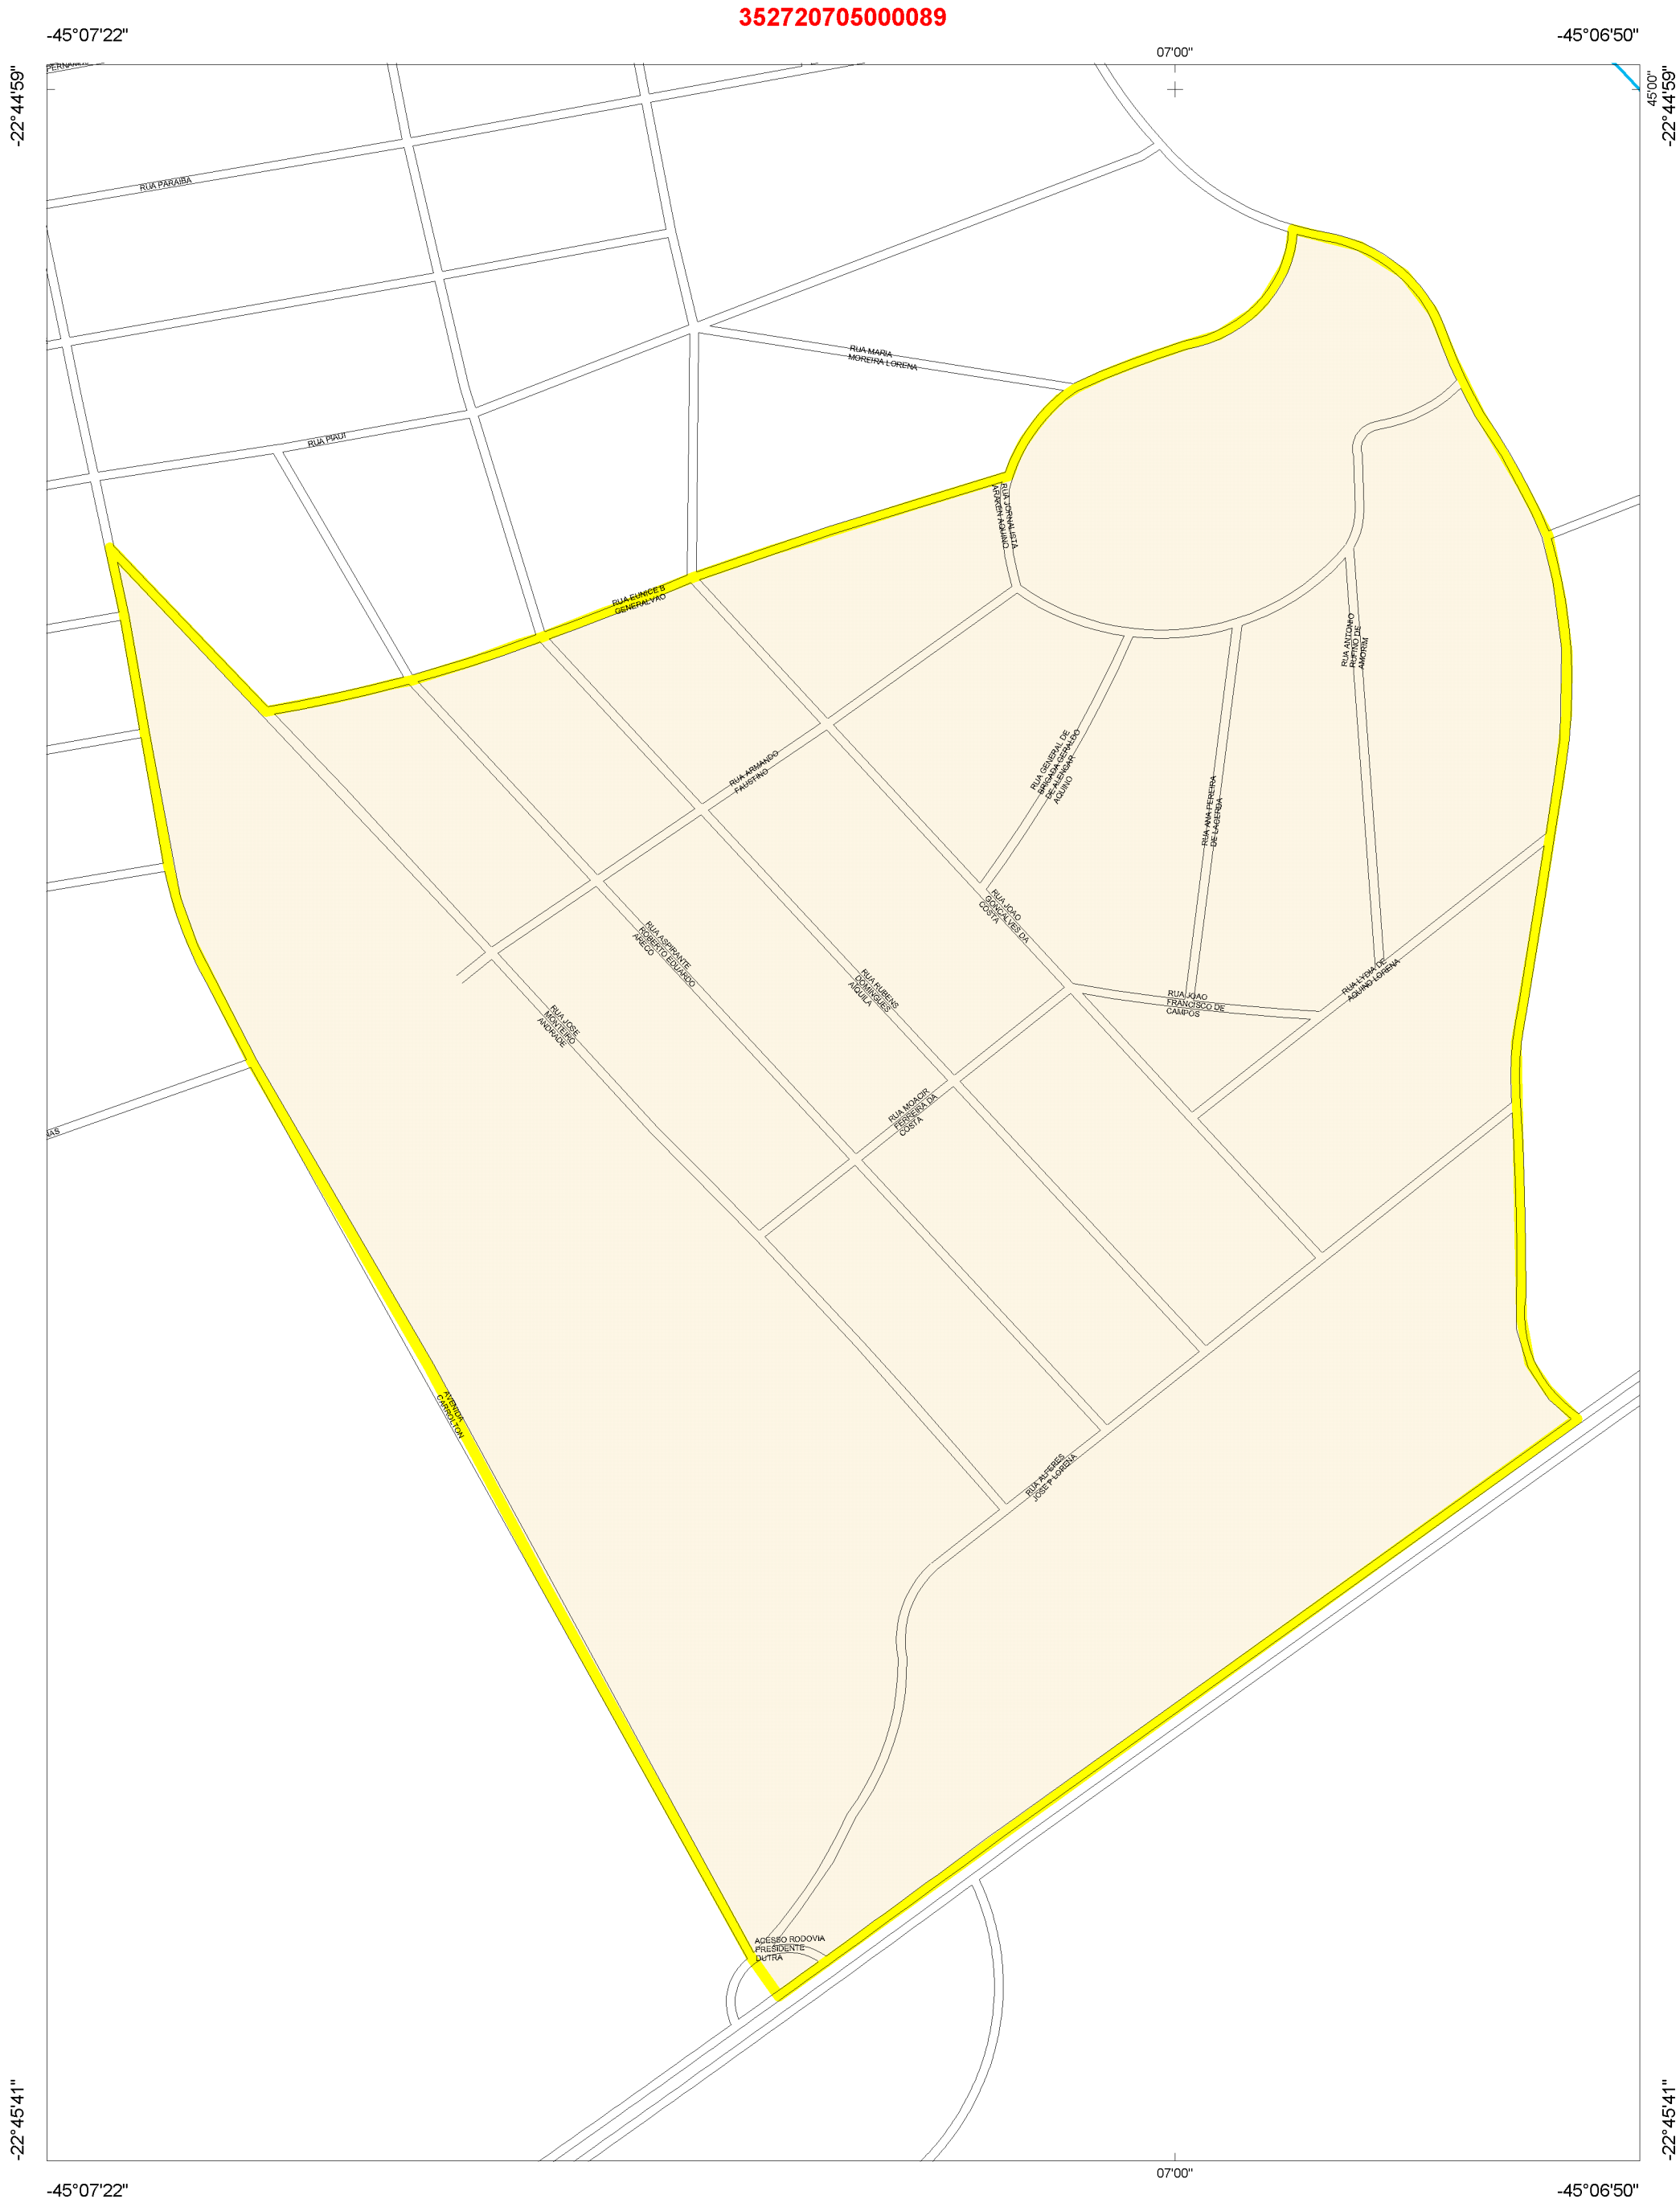 352720705000089
-45°07'22"
-45°06'50"
07'00"
-22°44'59"
45'00"
-22°44'59"
RUA PARAIBA
RUA MARIA
MOREIRA LORENA
RUA PIAUI
RUA JORNALISTA
ARAKEN AQUINO
RUA EUNICE B
GENERALYAO
RUA ANTONIO
RUFINO DE
AMORIM
RUA GENERAL DE
BRIGADA GERALDO
DE ALENCAR
AQUINO
RUA ARMANDO
FAUSTINO
RUA ANA PEREIRA
DE LACERDA
RUA JOAO
GONCALVES DA
COSTA
RUA ASPIRANTE
ROBERTO EDUARDO
ARECO
RUA RUBENS
DOMINGUES
AIQUILA
RUA LYDIA DE
AQUINO LORENA
RUA JOAO
FRANCISCO DE
CAMPOS
RUA JOSE
MONTEIRO
ANDRADE
RUA MOACIR
FERREIRA DA
COSTA
AVENIDA
CARROLTON
RUA ALFERES
JOSE P LORENA
ACESSO RODOVIA
PRESIDENTE
DUTRA
-22°45'41"
-22°45'41"
07'00"
-45°07'22"
-45°06'50"